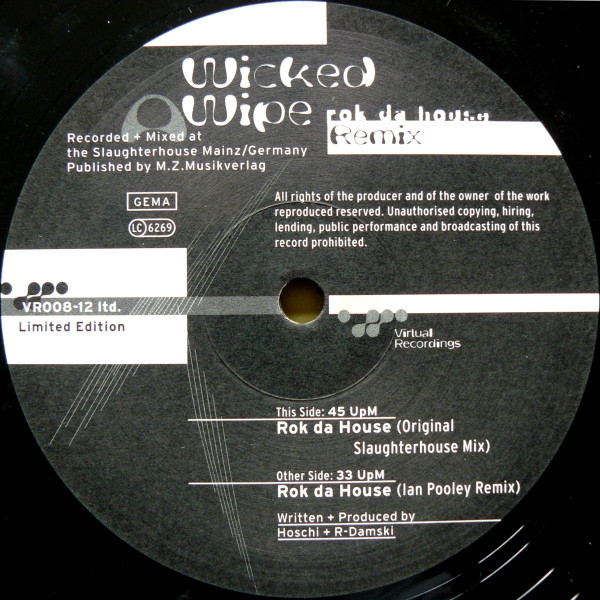 Wicked
Wipe rok da house
Remix
Recorded + Mixed at
the Slaughterhouse Mainz/Germany
Published by M.Z.Musikverlag
GEMA
LC 6269
All rights of the producer and of the owner of the work
reproduced reserved. Unauthorised copying, hiring,
lending, public performance and broadcasting of this
record prohibited.
VR008-12 ltd.
Limited Edition
Virtual
Recordings
This Side: 45 UpM
Rok da House (Original
Slaughterhouse Mix)
Other Side: 33 UpM
Rok da House (Ian Pooley Remix)
Written + Produced by
Hoschi + R-Damski